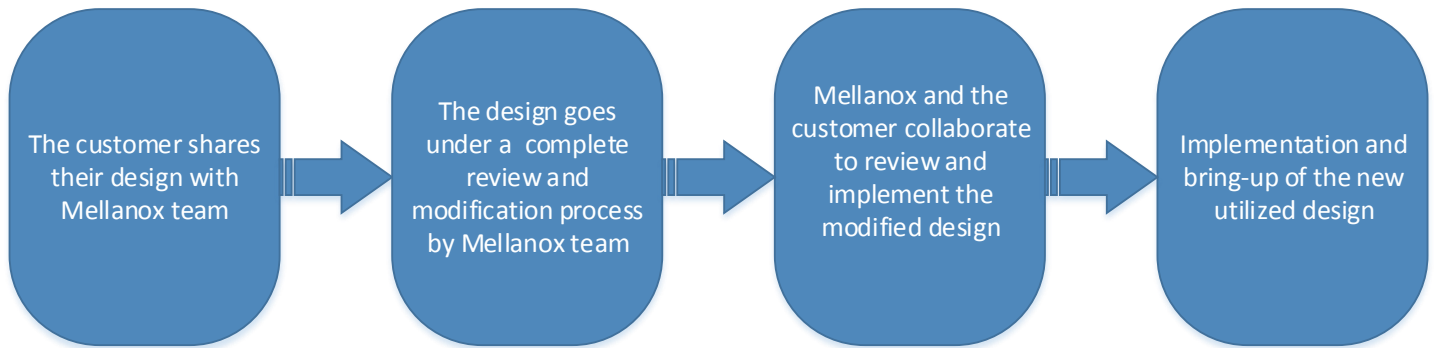 The customer shares
their design with
Mellanox team
The design goes
under a  complete
review and
modification process
by Mellanox team
Mellanox and the
customer collaborate
to review and
implement the
modified design
Implementation and
bring-up of the new
utilized design